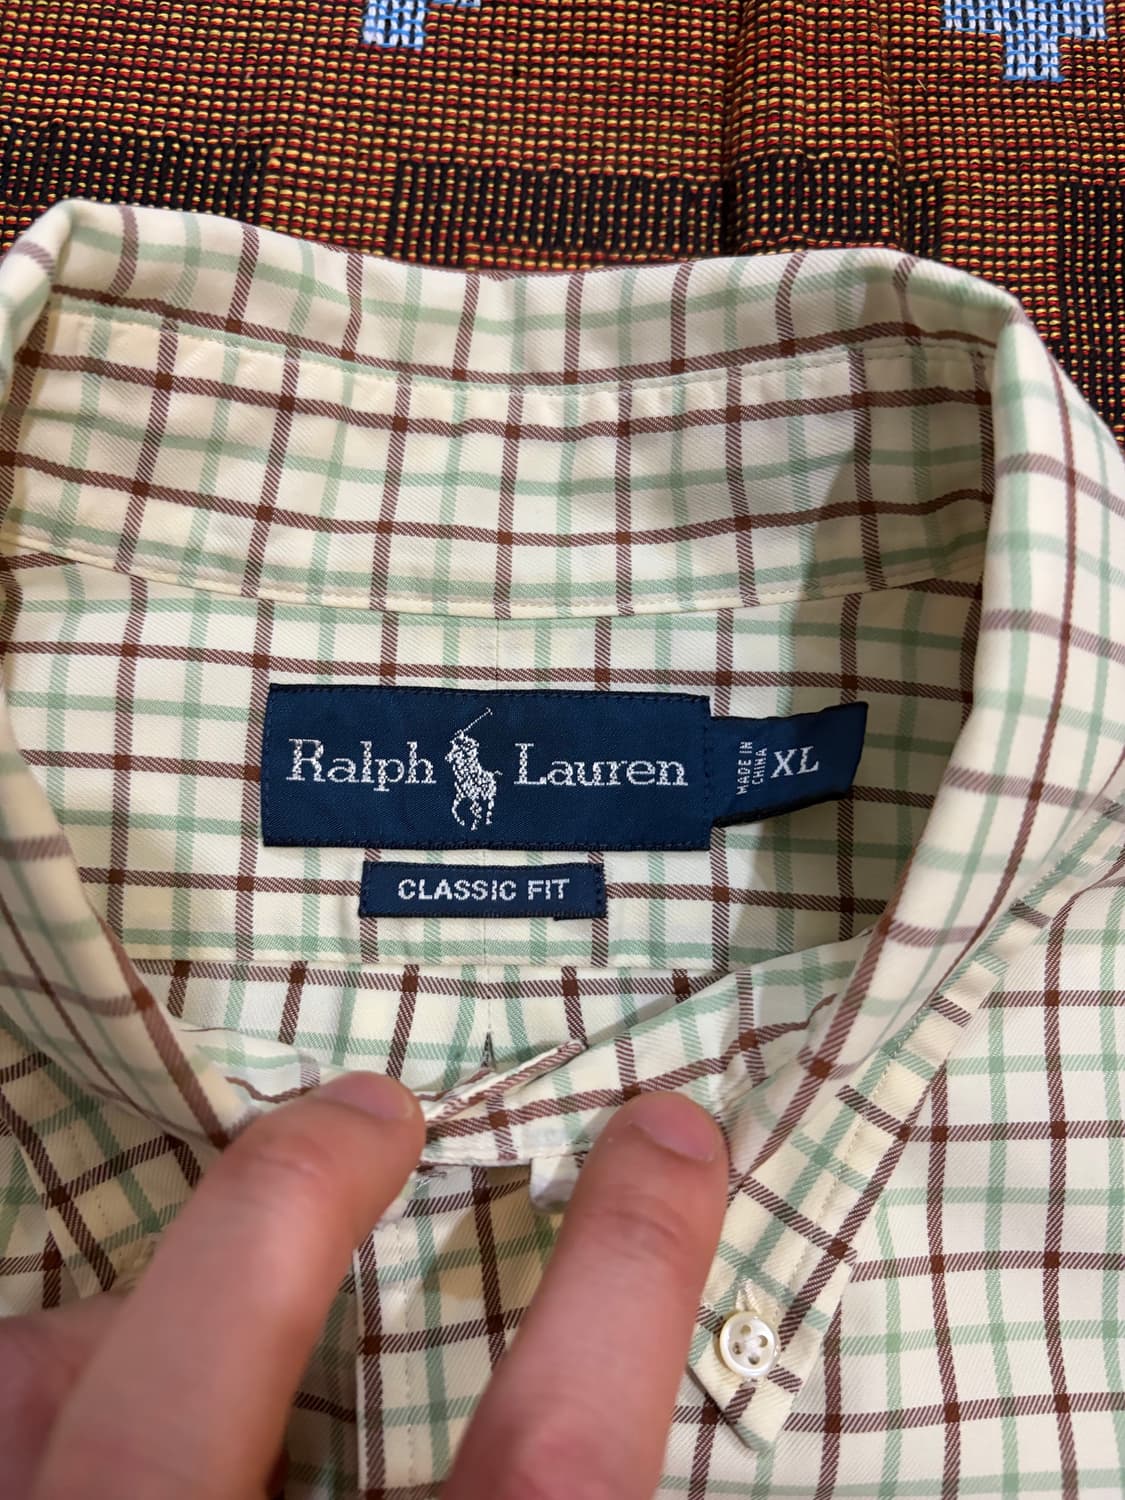 Ralph Lauren
MADE IN
CHINA
XL
CLASSIC FIT